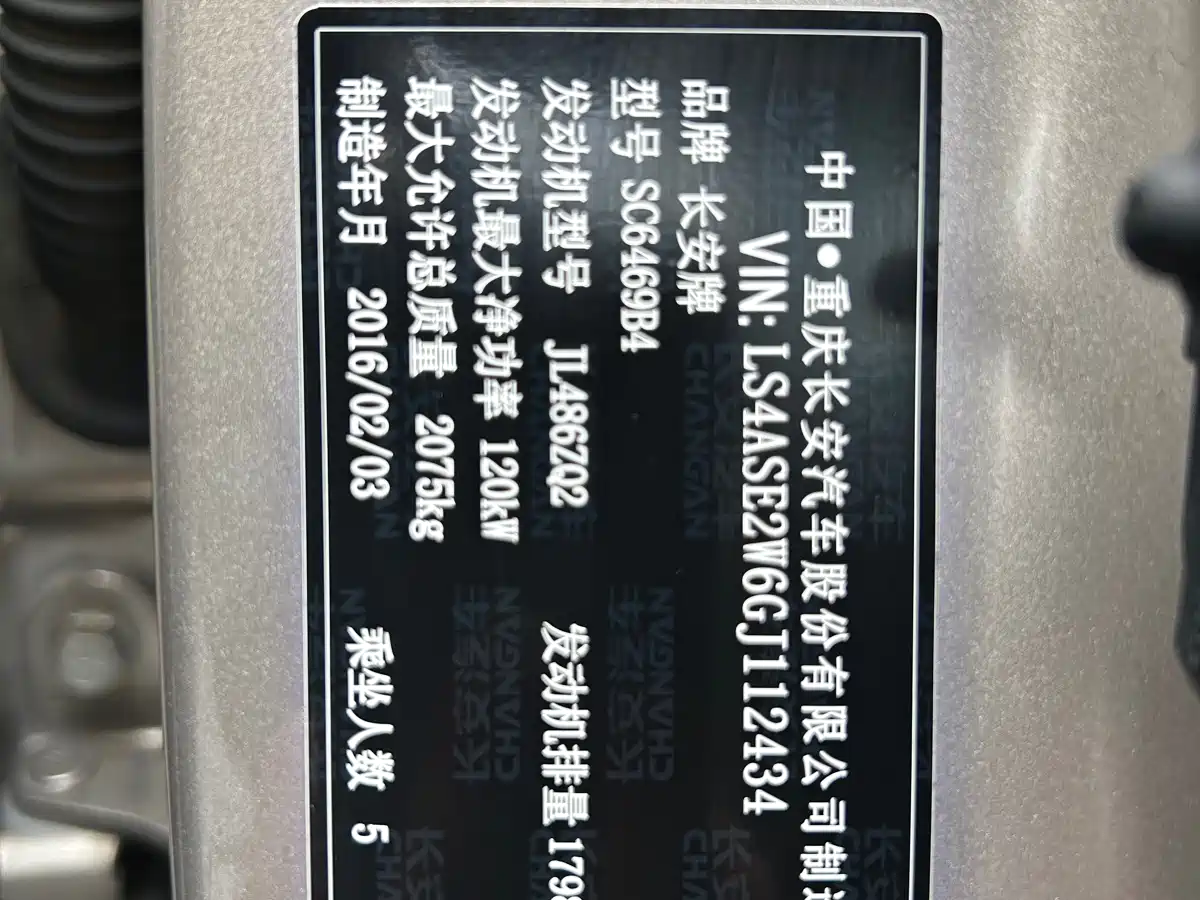 中国•重庆长安汽车股份有限公司制造
VIN: LS4ASE2W6GJ112434
品牌 长安牌
型号 SC6469B4
发动机型号 JL486ZQ2 发动机排量 1798
发动机最大净功率 120kW
最大允许总质量 2075kg
制造年月 2016/02/03 乘坐人数 5